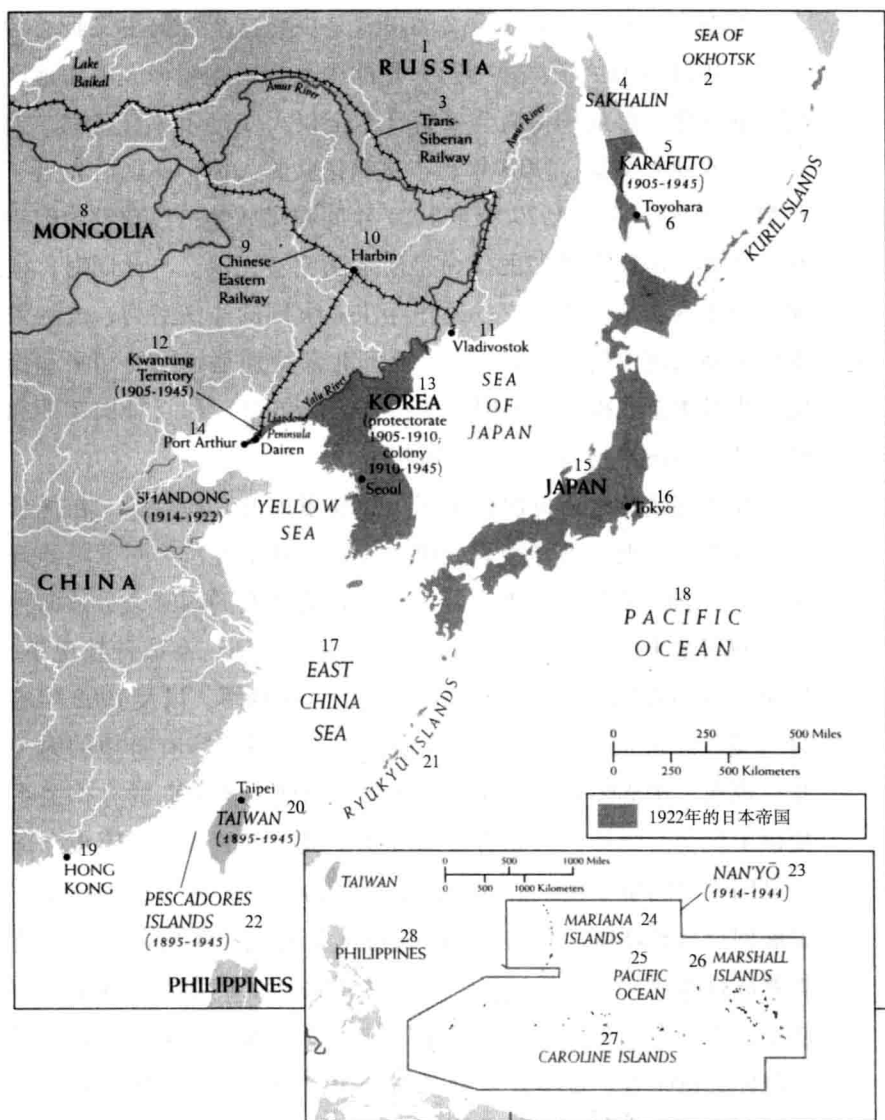 1
RUSSIA
SEA OF
OKHOTSK
2
Lake
Baikal
Amur River
3
Trans-
Siberian
Railway
Amur River
4
SAKHALIN
5
KARAFUTO
(1905-1945)
Toyohara
6
KURIL ISLANDS
7
8
MONGOLIA
9
Chinese
Eastern
Railway
10
Harbin
11
Vladivostok
12
Kwantung
Territory
(1905-1945)
Yalu River
13
KOREA
(protectorate
1905-1910;
colony
1910-1945)
Seoul
SEA
OF
JAPAN
14
Port Arthur
Liaodong
Peninsula
Dairen
15
JAPAN
16
Tokyo
SHANDONG
(1914-1922)
YELLOW
SEA
CHINA
17
EAST
CHINA
SEA
18
PACIFIC
OCEAN
RYŪKYŪ ISLANDS
21
0 250 500 Miles
0 250 500 Kilometers
1922年的日本帝国
Taipei
TAIWAN 20
(1895-1945)
19
HONG
KONG
PESCADORES
ISLANDS 22
(1895-1945)
PHILIPPINES
TAIWAN
0 500 1000 Miles
0 500 1000 Kilometers
NAN'YŌ 23
(1914-1944)
28
PHILIPPINES
MARIANA 24
ISLANDS
25
PACIFIC
OCEAN
26 MARSHALL
ISLANDS
27
CAROLINE ISLANDS